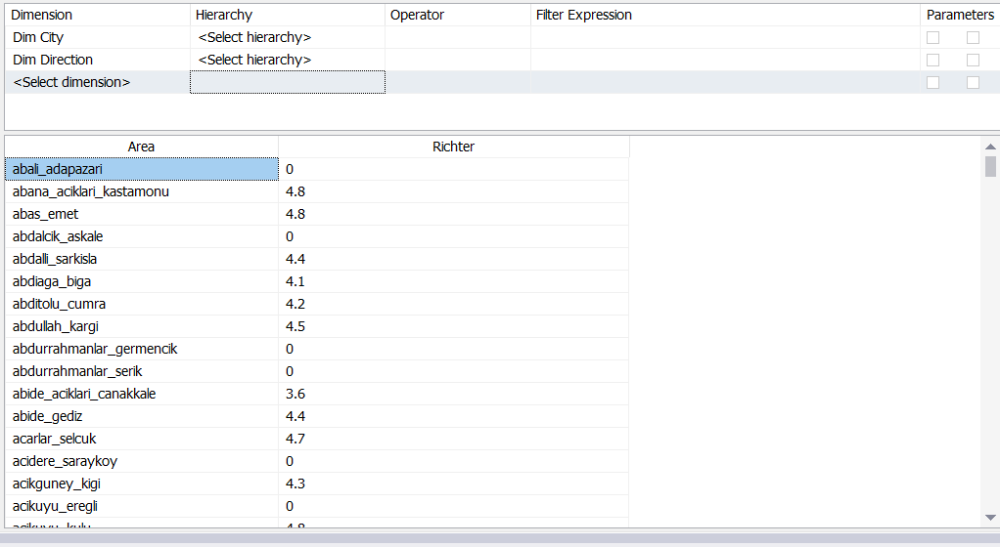 Dimension Hierarchy Operator Filter Expression Parameters
Dim City <Select hierarchy>
Dim Direction <Select hierarchy>
<Select dimension>
Area Richter
abali_adapazari 0
abana_aciklari_kastamonu 4.8
abas_emet 4.8
abdalcik_askale 0
abdalli_sarkisla 4.4
abdiaga_biga 4.1
abditolu_cumra 4.2
abdullah_kargi 4.5
abdurrahmanlar_germencik 0
abdurrahmanlar_serik 0
abide_aciklari_canakkale 3.6
abide_gediz 4.4
acarlar_selcuk 4.7
acidere_saraykoy 0
acikguney_kigi 4.3
acikuyu_eregli 0